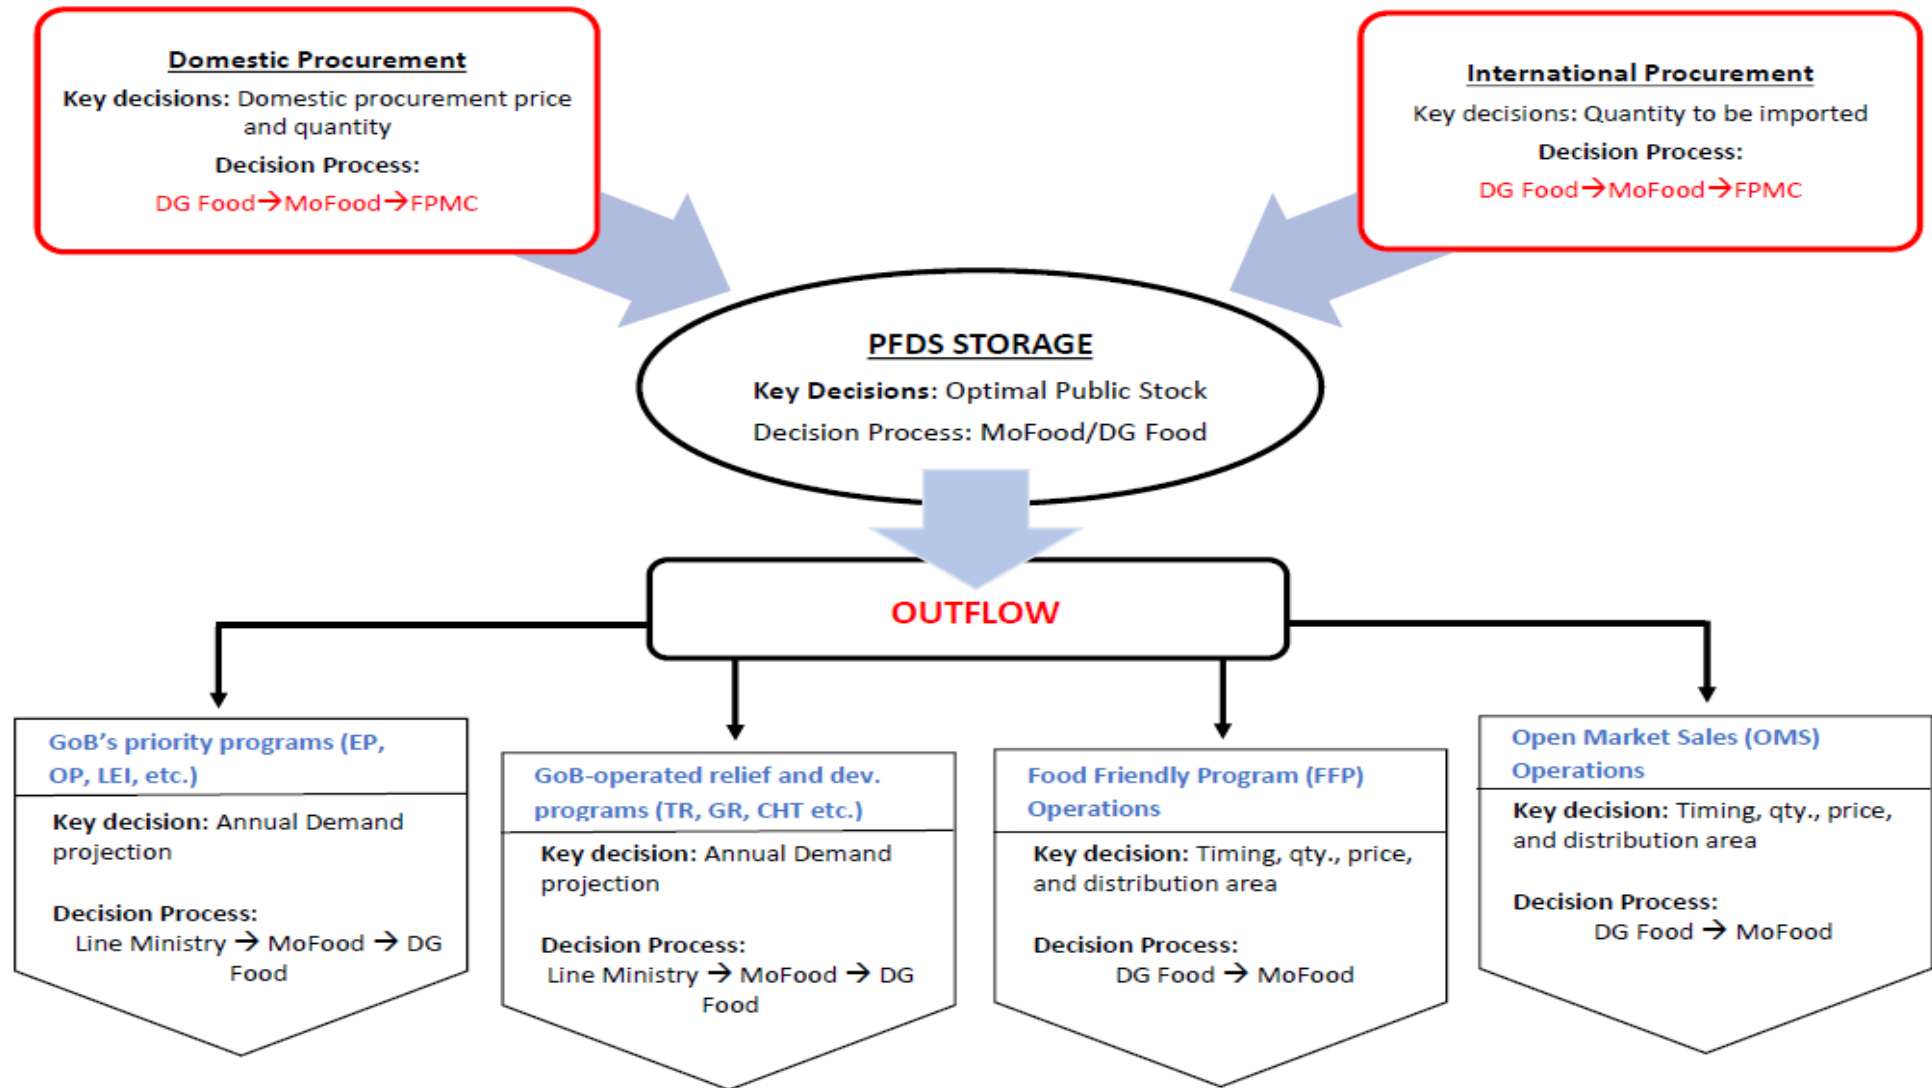 Domestic Procurement
Key decisions: Domestic procurement price
and quantity
Decision Process:
DG Food→MoFood→FPMC
International Procurement
Key decisions: Quantity to be imported
Decision Process:
DG Food→MoFood→FPMC
PFDS STORAGE
Key Decisions: Optimal Public Stock
Decision Process: MoFood/DG Food
OUTFLOW
GoB's priority programs (EP,
OP, LEI, etc.)
Key decision: Annual Demand
projection
Decision Process:
Line Ministry → MoFood → DG
Food
GoB-operated relief and dev.
programs (TR, GR, CHT etc.)
Key decision: Annual Demand
projection
Decision Process:
Line Ministry → MoFood → DG
Food
Food Friendly Program (FFP)
Operations
Key decision: Timing, qty., price,
and distribution area
Decision Process:
DG Food → MoFood
Open Market Sales (OMS)
Operations
Key decision: Timing, qty., price,
and distribution area
Decision Process:
DG Food → MoFood